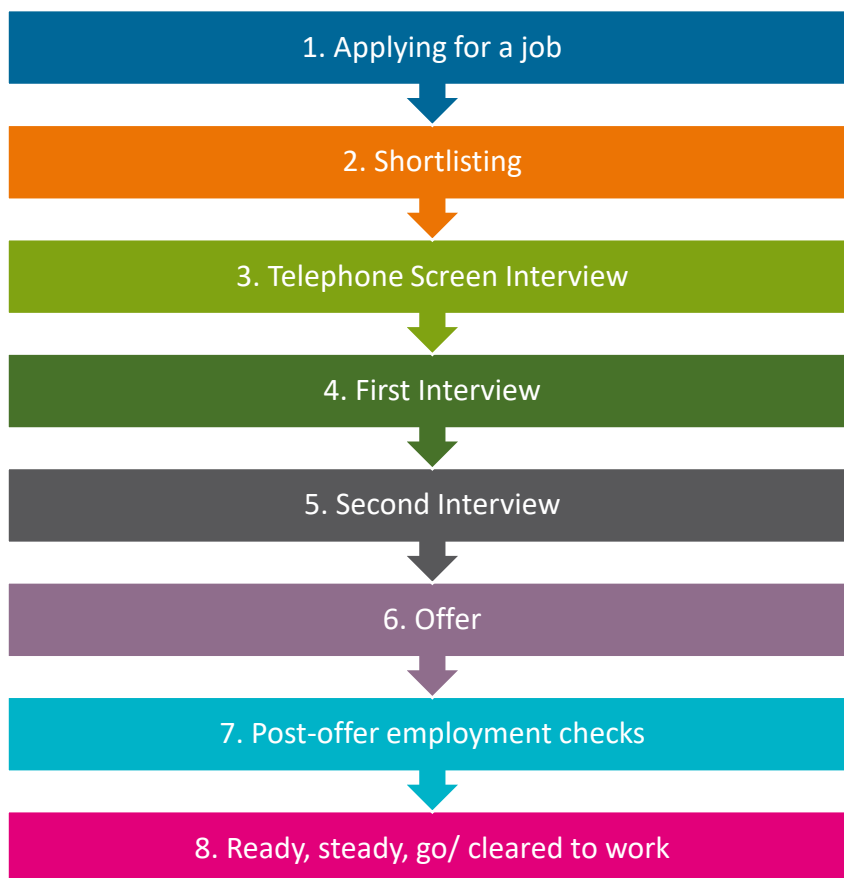 1. Applying for a job
2. Shortlisting
3. Telephone Screen Interview
4. First Interview
5. Second Interview
6. Offer
7. Post-offer employment checks
8. Ready, steady, go/ cleared to work